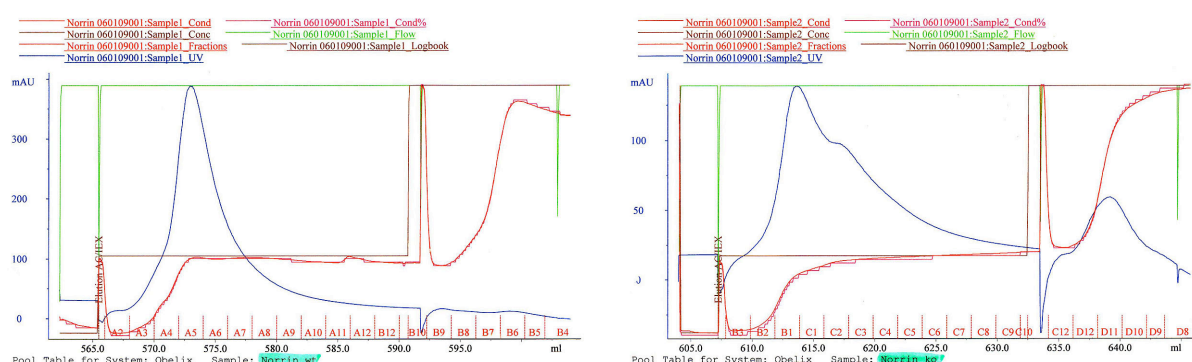 Norrin 060109001:Sample1_Cond Norrin 060109001:Sample1_Cond%
Norrin 060109001:Sample1_Conc Norrin 060109001:Sample1_Flow
Norrin 060109001:Sample1_Fractions Norrin 060109001:Sample1_Logbook
Norrin 060109001:Sample1_UV
mAU
300
200
100
0
Elution AC/IEX
A2 A3 A4 A5 A6 A7 A8 A9 A10 A11 A12 B12 B9 B8 B7 B6 B5 B4
565.0 570.0 575.0 580.0 585.0 590.0 595.0 ml
Pool Table for System: Obelix Sample: Norrin wt
Norrin 060109001:Sample2_Cond Norrin 060109001:Sample2_Cond%
Norrin 060109001:Sample2_Conc Norrin 060109001:Sample2_Flow
Norrin 060109001:Sample2_Fractions Norrin 060109001:Sample2_Logbook
Norrin 060109001:Sample2_UV
mAU
100
50
Elution AC/IEX
B2 B1 C1 C2 C3 C4 C5 C6 C7 C8 C9 C10 C12 D12 D11 D10 D9 D8
605.0 610.0 615.0 620.0 625.0 630.0 635.0 640.0 ml
Pool Table for System: Obelix Sample: Norrin ko